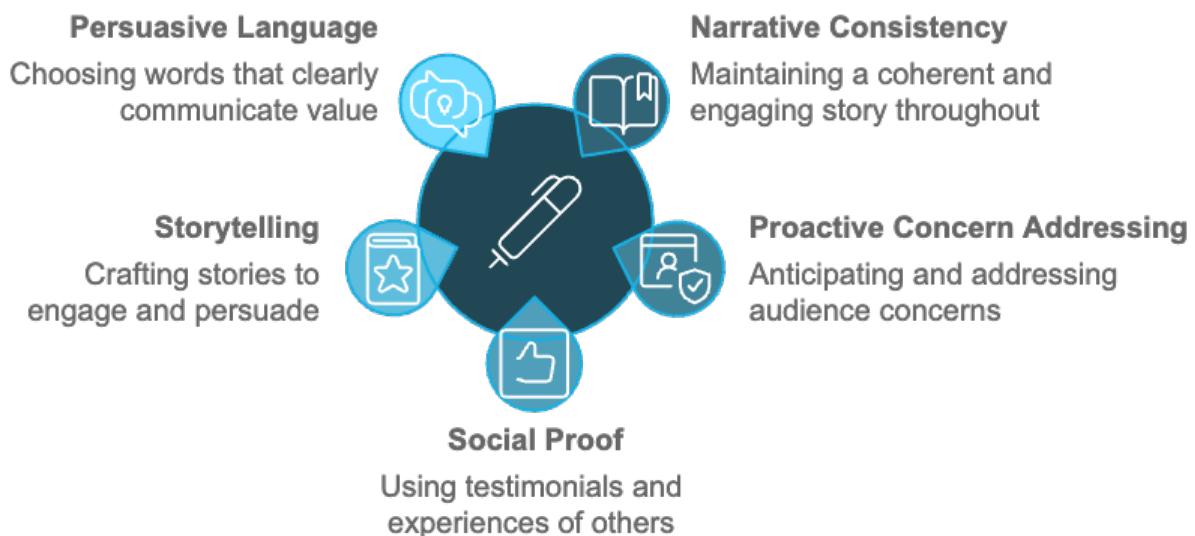 Persuasive Language
Choosing words that clearly
communicate value
Narrative Consistency
Maintaining a coherent and
engaging story throughout
Storytelling
Crafting stories to
engage and persuade
Proactive Concern Addressing
Anticipating and addressing
audience concerns
Social Proof
Using testimonials and
experiences of others